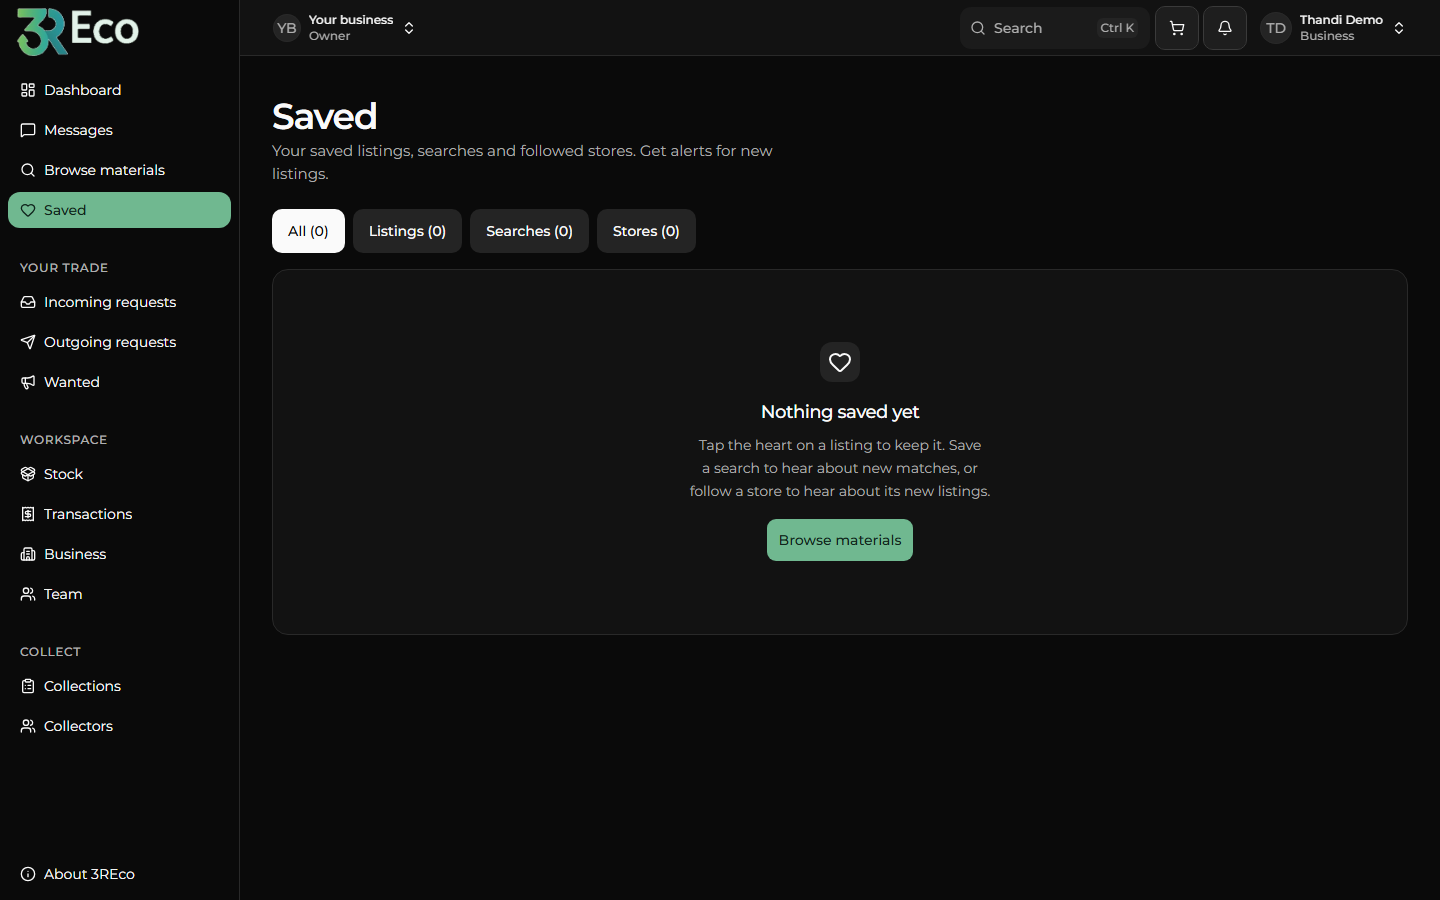 3R Eco
Dashboard
Messages
Browse materials
Saved
YOUR TRADE
Incoming requests
Outgoing requests
Wanted
WORKSPACE
Stock
Transactions
Business
Team
COLLECT
Collections
Collectors
About 3REco
YB
Your business
Owner
Search
Ctrl K
TD
Thandi Demo
Business
Saved
Your saved listings, searches and followed stores. Get alerts for new
listings.
All (0)
Listings (0)
Searches (0)
Stores (0)
Nothing saved yet
Tap the heart on a listing to keep it. Save
a search to hear about new matches, or
follow a store to hear about its new listings.
Browse materials